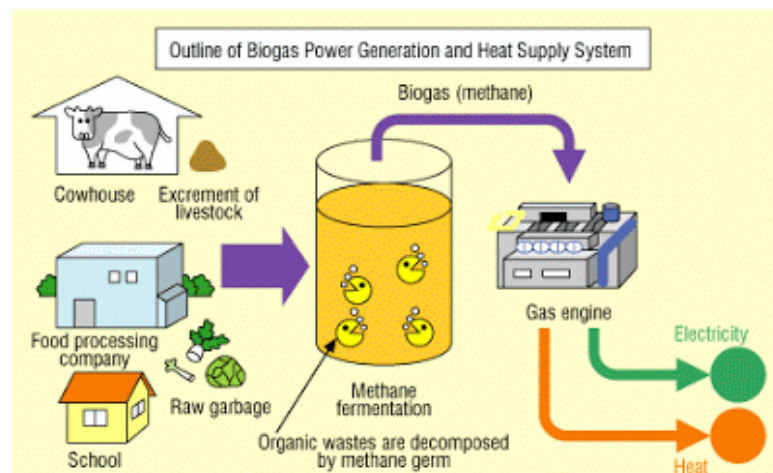 Outline of Biogas Power Generation and Heat Supply System
Biogas (methane)
Cowhouse
Excrement of
livestock
Food processing
company
Raw garbage
School
Methane
fermentation
Organic wastes are decomposed
by methane germ
Gas engine
Electricity
Heat